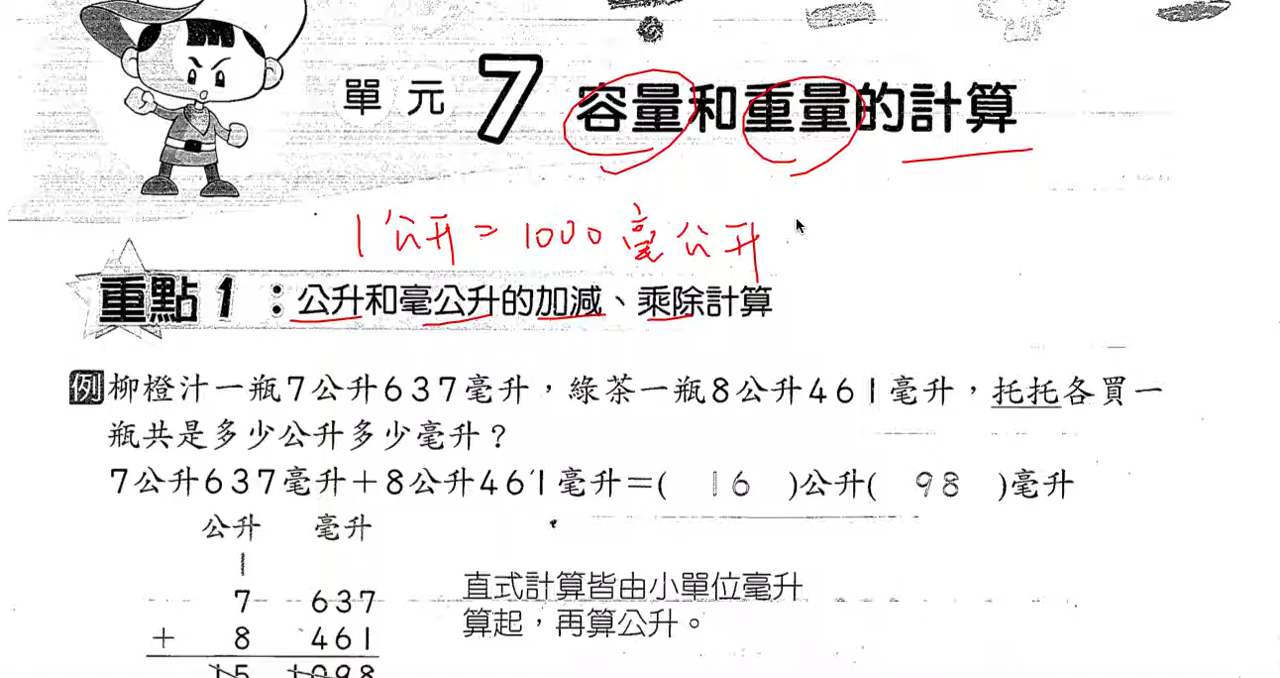 單元 7 容量和重量的計算
1公升=1000毫公升
重點1：公升和毫公升的加減、乘除計算
例 柳橙汁一瓶7公升637毫升，綠茶一瓶8公升461毫升，托托各買一
瓶共是多少公升多少毫升？
7公升637毫升＋8公升461毫升＝( 16 )公升( 98 )毫升
公升 毫升
1
7 637
直式計算皆由小單位毫升
＋ 8 461
算起，再算公升。
15 1098